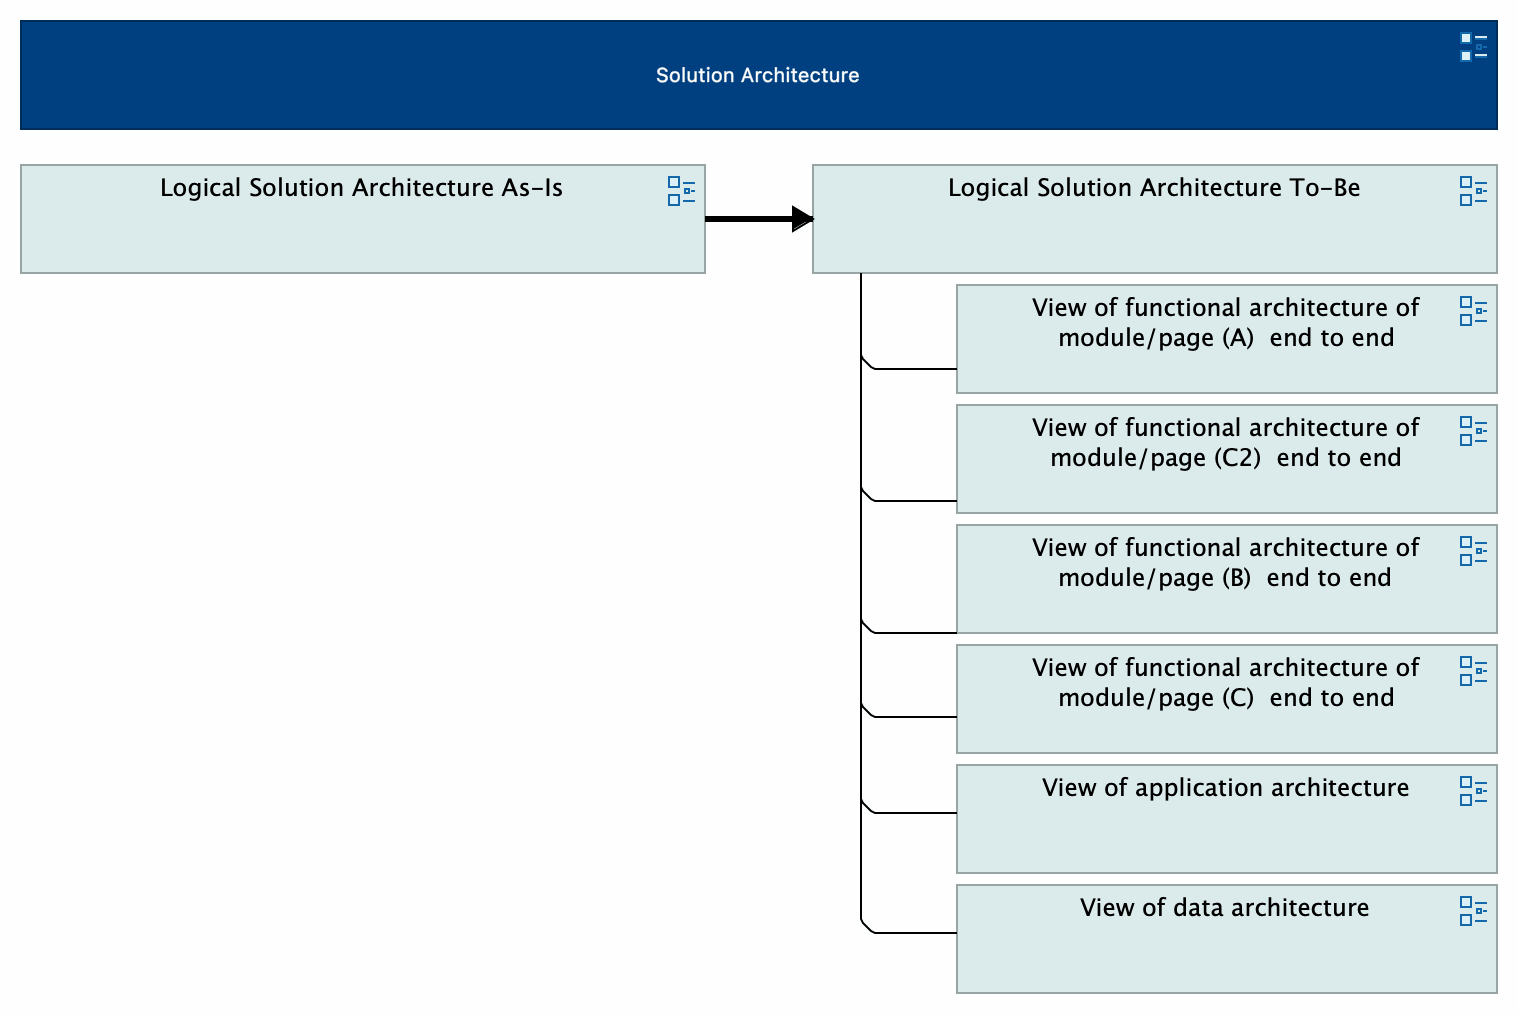 Solution Architecture
Logical Solution Architecture As-Is
Logical Solution Architecture To-Be
View of functional architecture of
module/page (A)  end to end
View of functional architecture of
module/page (C2)  end to end
View of functional architecture of
module/page (B)  end to end
View of functional architecture of
module/page (C)  end to end
View of application architecture
View of data architecture